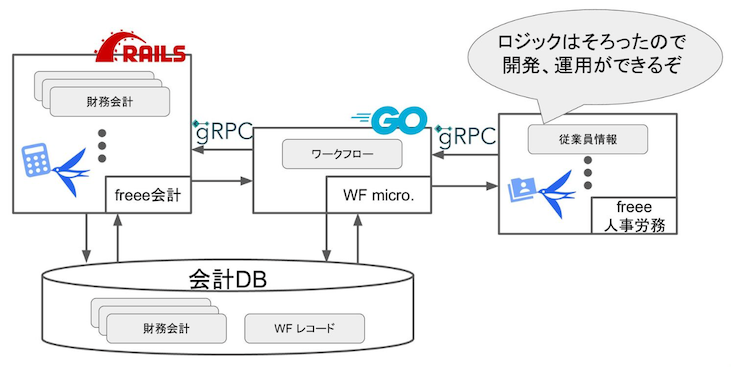 RAILS
ロジックはそろったので
開発、運用ができるぞ
財務会計
gRPC
GO
gRPC
従業員情報
ワークフロー
freee会計
WF micro.
freee
人事労務
会計DB
財務会計
WF レコード